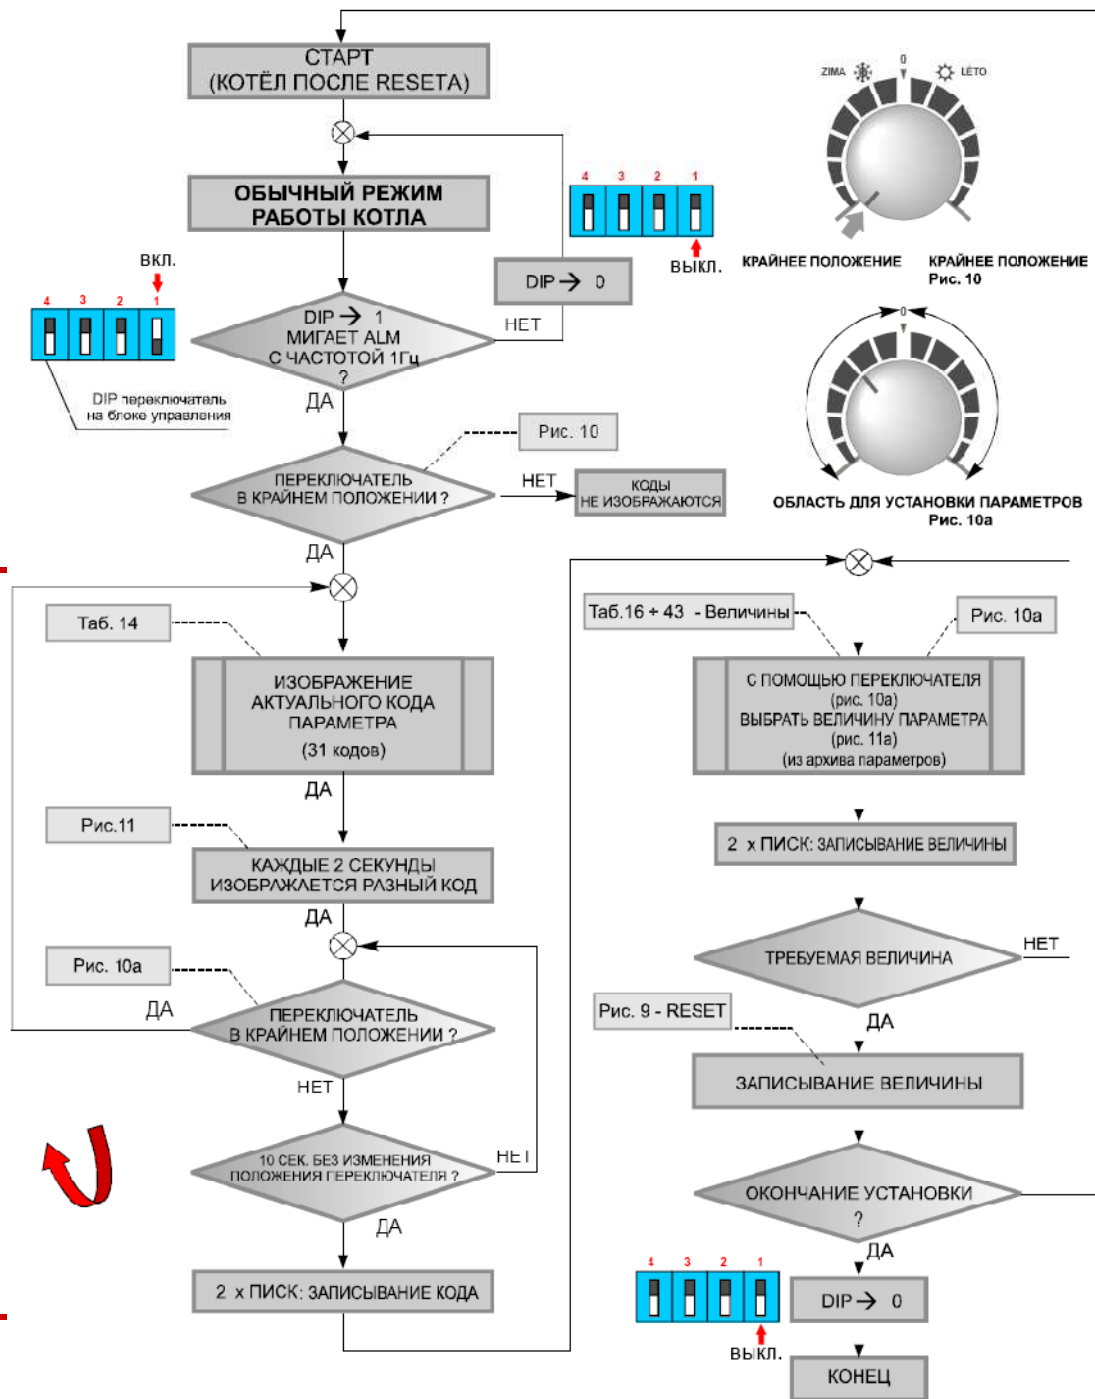 СТАРТ
(КОТЁЛ ПОСЛЕ RESETA)
ОБЫЧНЫЙ РЕЖИМ
РАБОТЫ КОТЛА
4 3 2 1
ВЫКЛ.
DIP → 0
НЕТ
ВКЛ.
4 3 2 1
DIP переключатель
на блоке управления
DIP → 1
МИГАЕТ ALM
С ЧАСТОТОЙ 1Гц
?
ДА
Рис. 10
ПЕРЕКЛЮЧАТЕЛЬ
В КРАЙНЕМ ПОЛОЖЕНИИ ?
НЕТ
КОДЫ
НЕ ИЗОБРАЖАЮТСЯ
ДА
Таб. 14
ИЗОБРАЖЕНИЕ
АКТУАЛЬНОГО КОДА
ПАРАМЕТРА
(31 кодов)
ДА
Рис.11
КАЖДЫЕ 2 СЕКУНДЫ
ИЗОБРАЖАЕТСЯ РАЗНЫЙ КОД
ДА
Рис. 10а
ДА
ПЕРЕКЛЮЧАТЕЛЬ
В КРАЙНЕМ ПОЛОЖЕНИИ ?
НЕТ
10 СЕК. БЕЗ ИЗМЕНЕНИЯ
ПОЛОЖЕНИЯ ПЕРЕКЛЮЧАТЕЛЯ ?
НЕТ
ДА
2 х ПИСК: ЗАПИСЫВАНИЕ КОДА
0
ZIMA LÉTO
КРАЙНЕЕ ПОЛОЖЕНИЕ КРАЙНЕЕ ПОЛОЖЕНИЕ
Рис. 10
0
ОБЛАСТЬ ДЛЯ УСТАНОВКИ ПАРАМЕТРОВ
Рис. 10а
Таб.16 ÷ 43 - Величины
Рис. 10а
С ПОМОЩЬЮ ПЕРЕКЛЮЧАТЕЛЯ
(рис. 10а)
ВЫБРАТЬ ВЕЛИЧИНУ ПАРАМЕТРА
(рис. 11а)
(из архива параметров)
2 х ПИСК: ЗАПИСЫВАНИЕ ВЕЛИЧИНЫ
ТРЕБУЕМАЯ ВЕЛИЧИНА
НЕТ
ДА
Рис. 9 - RESET
ЗАПИСЫВАНИЕ ВЕЛИЧИНЫ
ОКОНЧАНИЕ УСТАНОВКИ
?
ДА
4 3 2 1
ВЫКЛ.
DIP → 0
КОНЕЦ